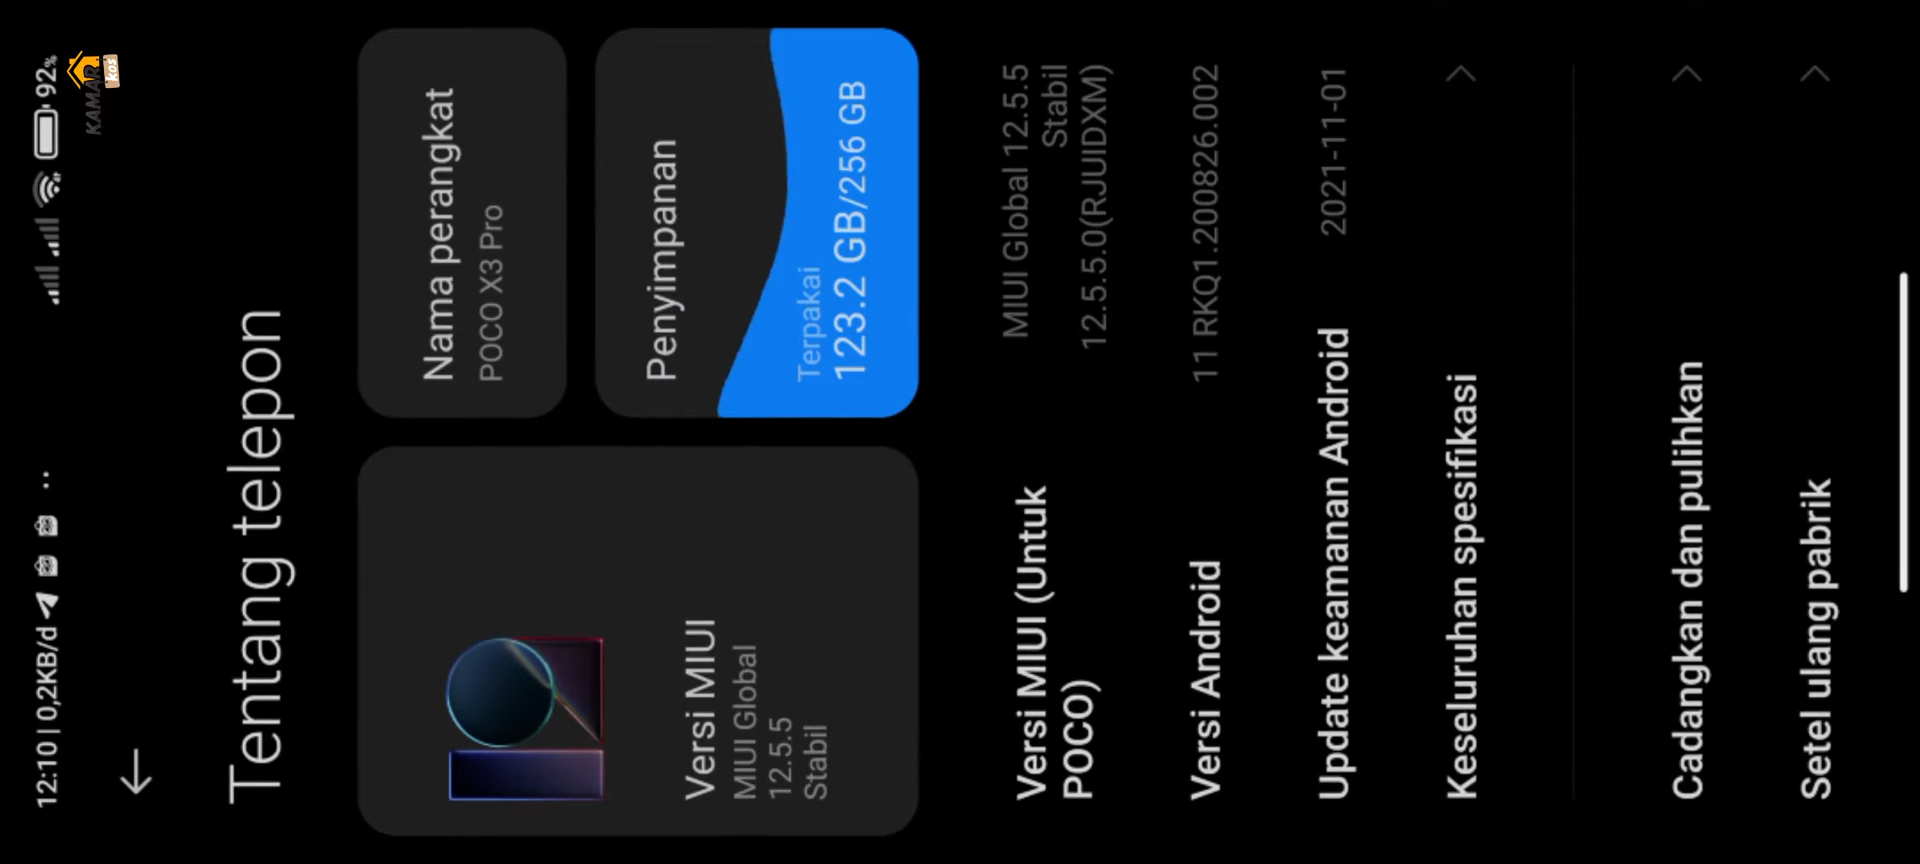 12:10 | 0,2KB/d
92%
KAMAR
kos
Tentang telepon
Versi MIUI
MIUI Global
12.5.5
Stabil
Nama perangkat
POCO X3 Pro
Penyimpanan
Terpakai
123.2 GB/256 GB
Versi MIUI (Untuk
POCO)
MIUI Global 12.5.5
Stabil
12.5.5.0(RJUIDXM)
Versi Android
11 RKQ1.200826.002
Update keamanan Android
2021-11-01
Keseluruhan spesifikasi
Cadangkan dan pulihkan
Setel ulang pabrik